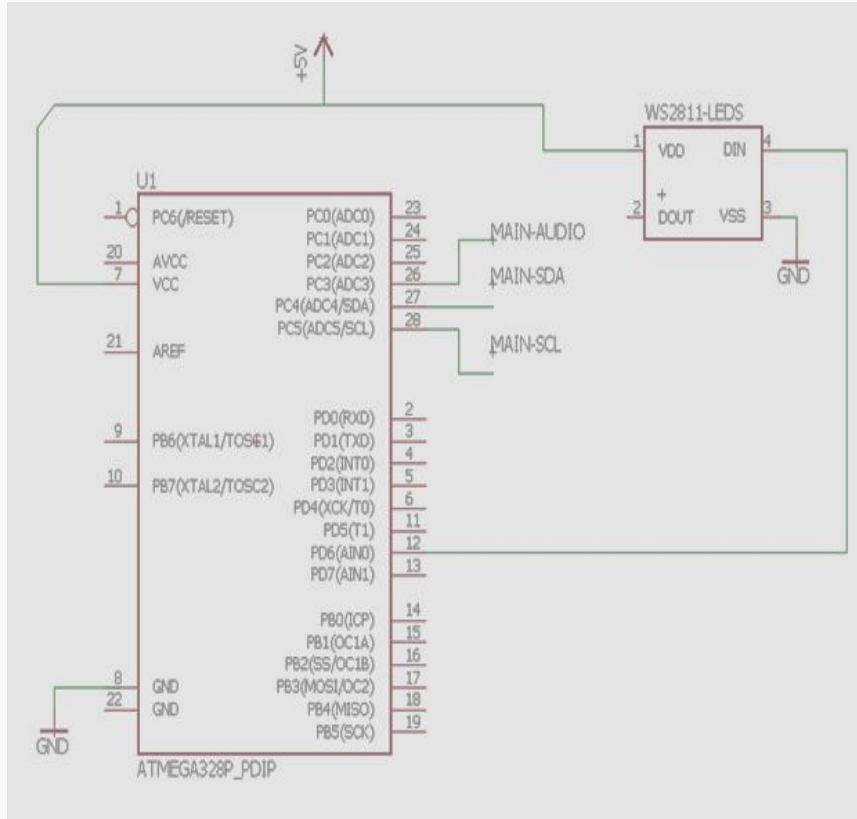 +5V
WS2811-LEDS
1 VDD DIN 4
+
2 DOUT VSS 3
GND
U1
1 PC6(/RESET) PC0(ADC0) 23
PC1(ADC1) 24
20 AVCC PC2(ADC2) 25
7 VCC PC3(ADC3) 26
PC4(ADC4/SDA) 27
PC5(ADC5/SCL) 28
MAIN-AUDIO
MAIN-SDA
MAIN-SCL
21 AREF
PD0(RXD) 2
9 PB6(XTAL1/TOSC1) PD1(TXD) 3
PD2(INT0) 4
10 PB7(XTAL2/TOSC2) PD3(INT1) 5
PD4(XCK/T0) 6
PD5(T1) 11
PD6(AIN0) 12
PD7(AIN1) 13
PB0(ICP) 14
PB1(OC1A) 15
PB2(SS/OC1B) 16
8 GND PB3(MOSI/OC2) 17
22 GND PB4(MISO) 18
PB5(SCK) 19
GND
ATMEGA328P_PDIP